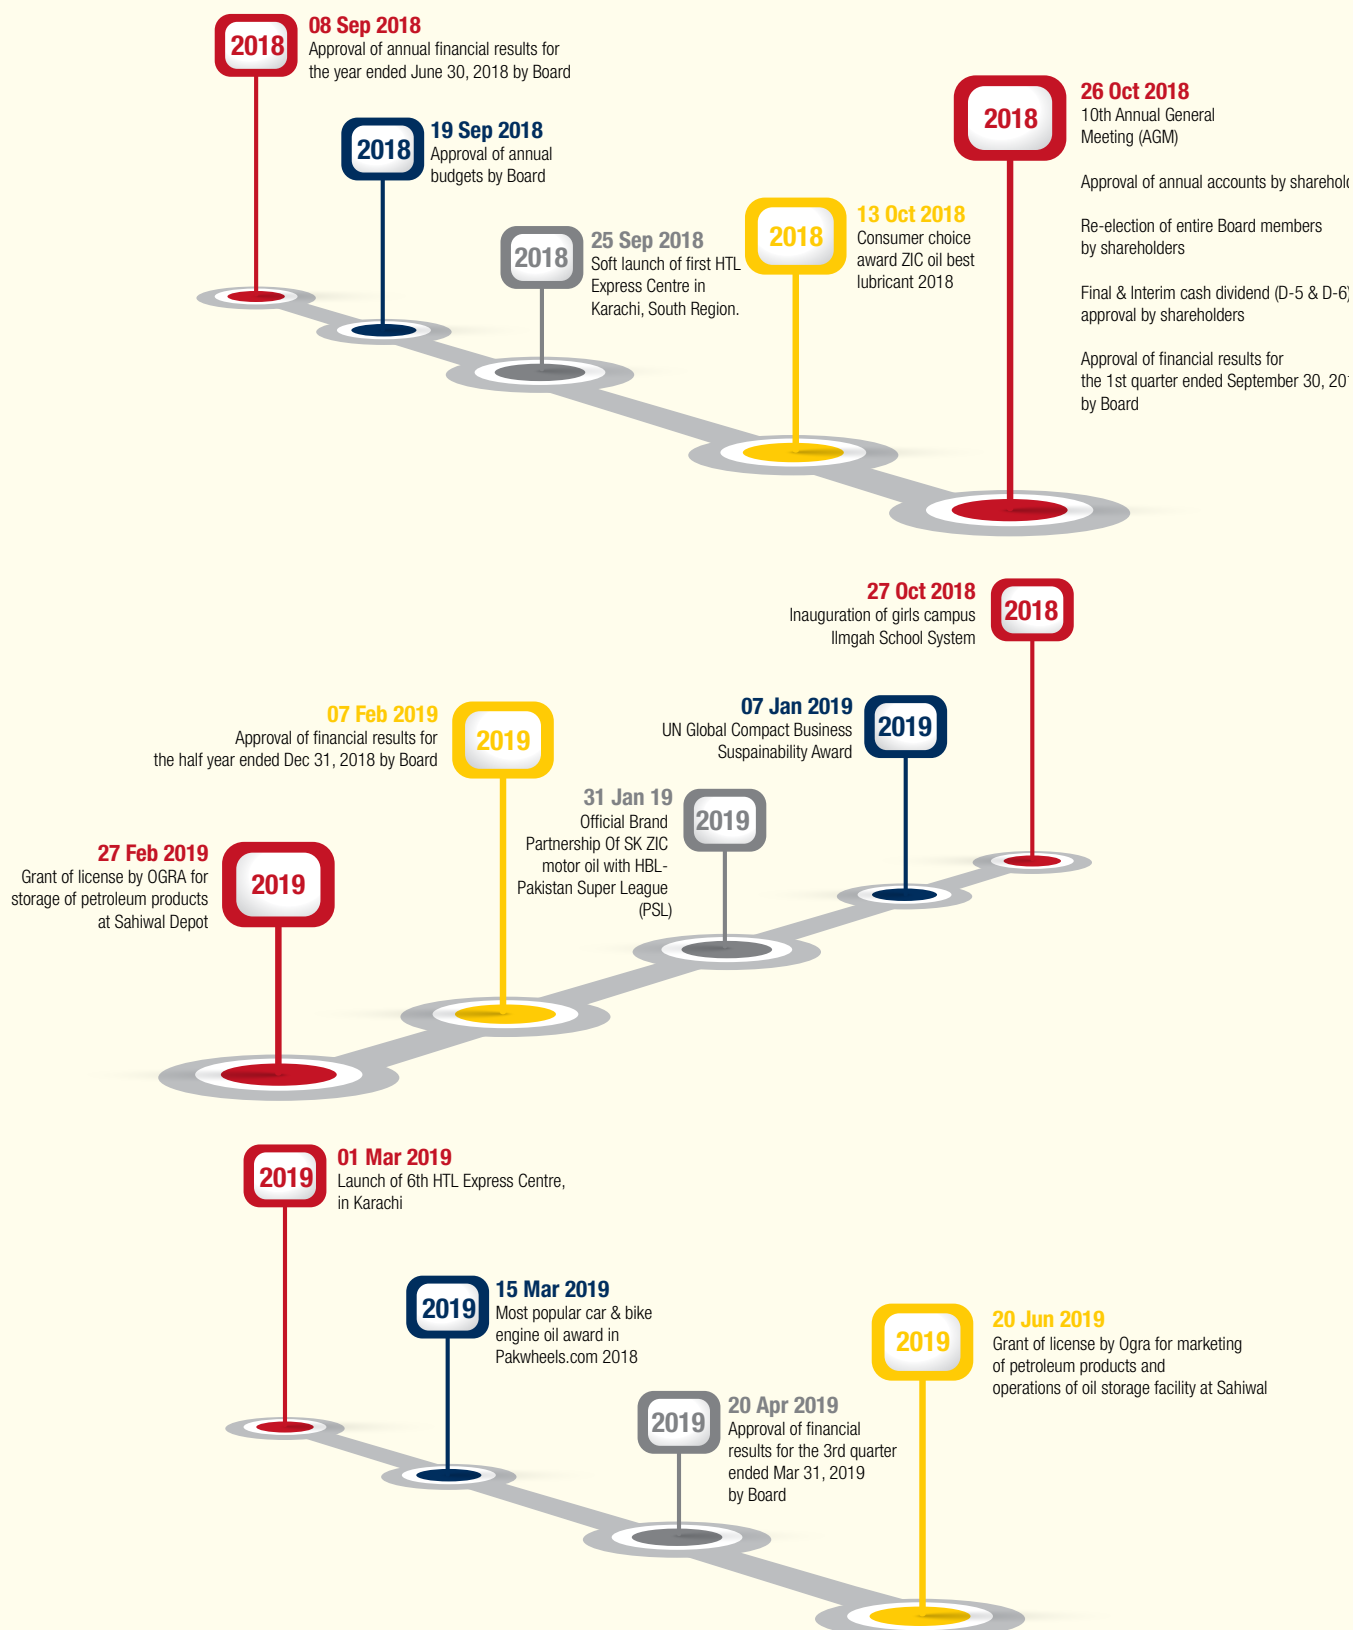 2018
08 Sep 2018
Approval of annual financial results for
the year ended June 30, 2018 by Board
2018
19 Sep 2018
Approval of annual
budgets by Board
2018
25 Sep 2018
Soft launch of first HTL
Express Centre in
Karachi, South Region.
2018
13 Oct 2018
Consumer choice
award ZIC oil best
lubricant 2018
2018
26 Oct 2018
10th Annual General
Meeting (AGM)
Approval of annual accounts by
Re-election of entire Board members
by shareholders
Final & Interim cash dividend (D-5 & D-6)
approval by shareholders
Approval of financial results for
the 1st quarter ended September 30,
by Board
27 Oct 2018
Inauguration of girls campus
Ilmgah School System
2018
07 Jan 2019
UN Global Compact Business
Suspainability Award
2019
31 Jan 19
Official Brand
Partnership Of SK ZIC
motor oil with HBL-
Pakistan Super League
(PSL)
2019
07 Feb 2019
Approval of financial results for
the half year ended Dec 31, 2018 by Board
2019
27 Feb 2019
Grant of license by OGRA for
storage of petroleum products
at Sahiwal Depot
2019
2019
01 Mar 2019
Launch of 6th HTL Express Centre,
in Karachi
2019
15 Mar 2019
Most popular car & bike
engine oil award in
Pakwheels.com 2018
2019
20 Apr 2019
Approval of financial
results for the 3rd quarter
ended Mar 31, 2019
by Board
2019
20 Jun 2019
Grant of license by Ogra for marketing
of petroleum products and
operations of oil storage facility at Sahiwal